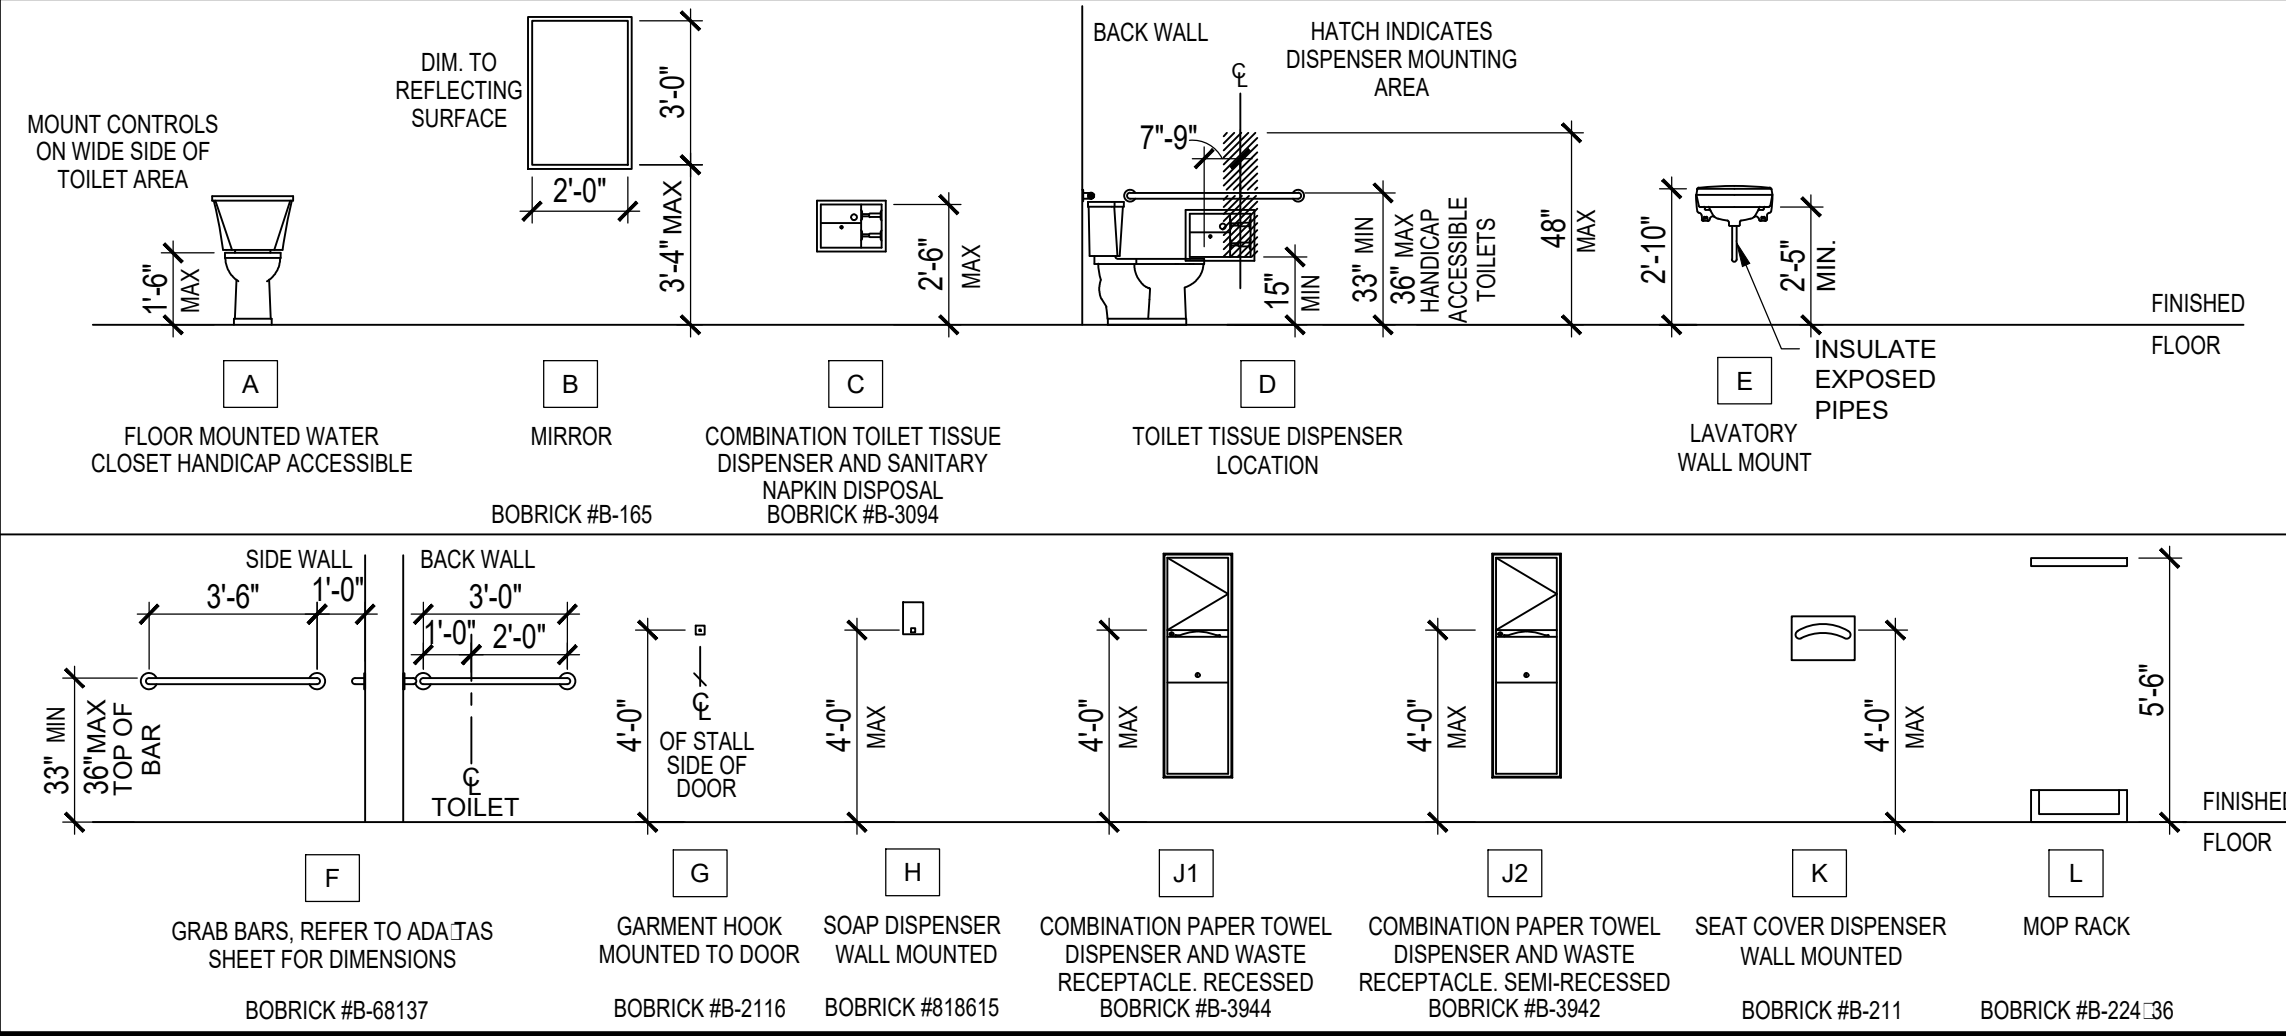 MOUNT CONTROLS
ON WIDE SIDE OF
TOILET AREA
1'-6"
MAX
A
FLOOR MOUNTED WATER
CLOSET HANDICAP ACCESSIBLE
DIM. TO
REFLECTING
SURFACE
3'-0"
2'-0"
3'-4" MAX
B
MIRROR
BOBRICK #B-165
2'-6"
MAX
C
COMBINATION TOILET TISSUE
DISPENSER AND SANITARY
NAPKIN DISPOSAL
BOBRICK #B-3094
BACK WALL
HATCH INDICATES
DISPENSER MOUNTING
AREA
CL
7"-9"
15"
MIN
33" MIN
36" MAX
HANDICAP
ACCESSIBLE
TOILETS
48"
MAX
D
TOILET TISSUE DISPENSER
LOCATION
2'-10"
2'-5"
MIN.
INSULATE
EXPOSED
PIPES
E
LAVATORY
WALL MOUNT
FINISHED
FLOOR
SIDE WALL
BACK WALL
3'-6"
1'-0"
3'-0"
1'-0"
2'-0"
33" MIN
36"MAX
TOP OF
BAR
CL
TOILET
F
GRAB BARS, REFER TO ADA□TAS
SHEET FOR DIMENSIONS
BOBRICK #B-68137
4'-0"
CL
OF STALL
SIDE OF
DOOR
G
GARMENT HOOK
MOUNTED TO DOOR
BOBRICK #B-2116
4'-0"
MAX
H
SOAP DISPENSER
WALL MOUNTED
BOBRICK #818615
4'-0"
MAX
J1
COMBINATION PAPER TOWEL
DISPENSER AND WASTE
RECEPTACLE. RECESSED
BOBRICK #B-3944
4'-0"
MAX
J2
COMBINATION PAPER TOWEL
DISPENSER AND WASTE
RECEPTACLE. SEMI-RECESSED
BOBRICK #B-3942
4'-0"
MAX
K
SEAT COVER DISPENSER
WALL MOUNTED
BOBRICK #B-211
5'-6"
L
MOP RACK
BOBRICK #B-224□36
FINISHED
FLOOR